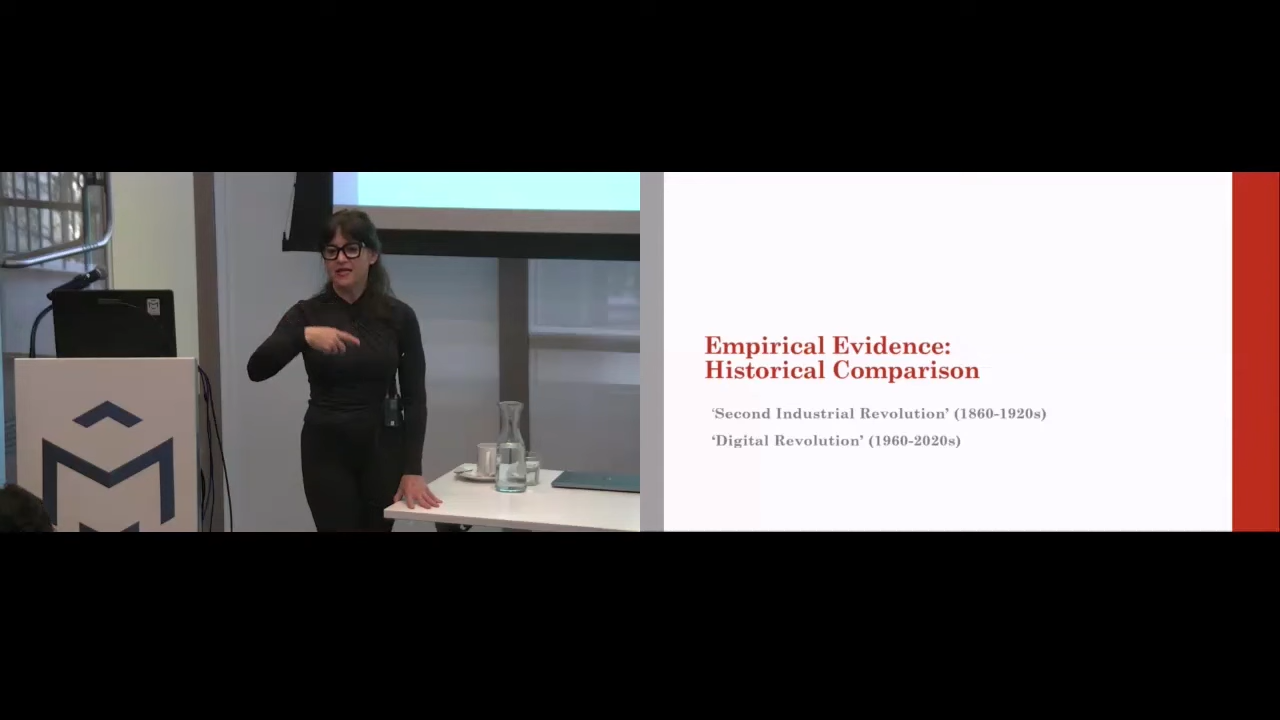 Empirical Evidence:
Historical Comparison
‘Second Industrial Revolution’ (1860-1920s)
‘Digital Revolution’ (1960-2020s)